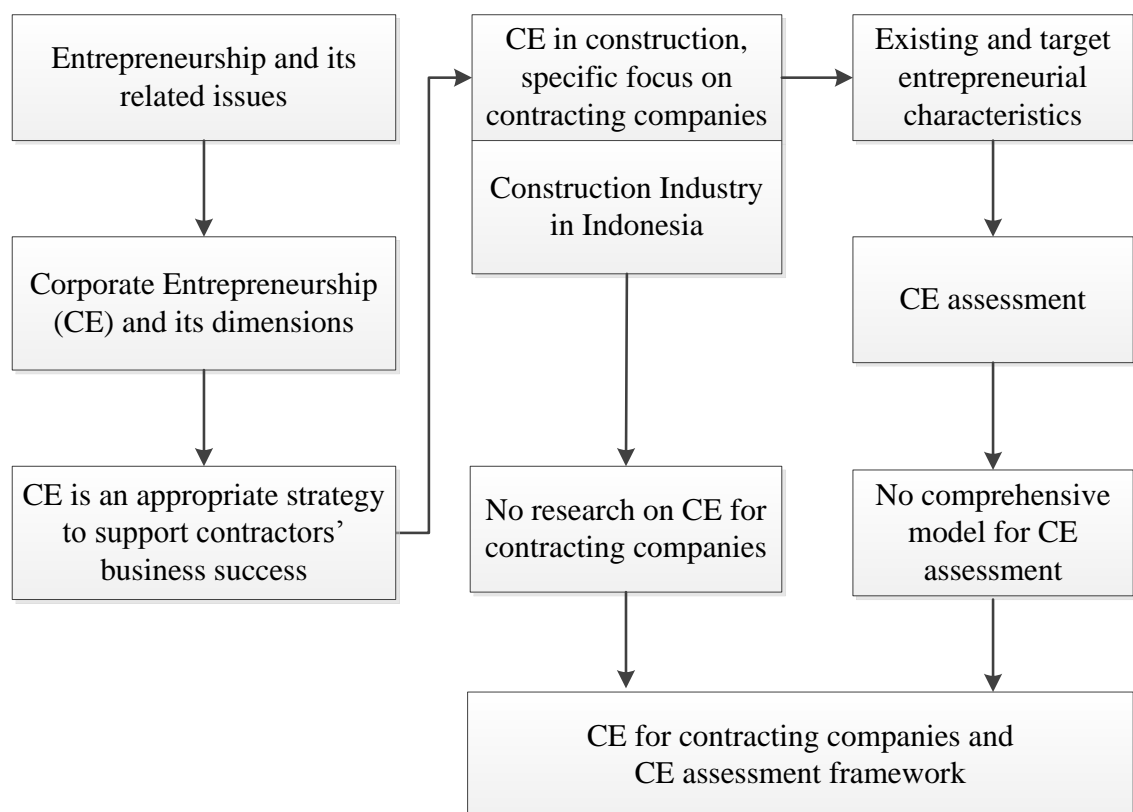 Entrepreneurship and its
related issues
Corporate Entrepreneurship
(CE) and its dimensions
CE is an appropriate strategy
to support contractors’
business success
CE in construction,
specific focus on
contracting companies
Construction Industry
in Indonesia
No research on CE for
contracting companies
Existing and target
entrepreneurial
characteristics
CE assessment
No comprehensive
model for CE
assessment
CE for contracting companies and
CE assessment framework